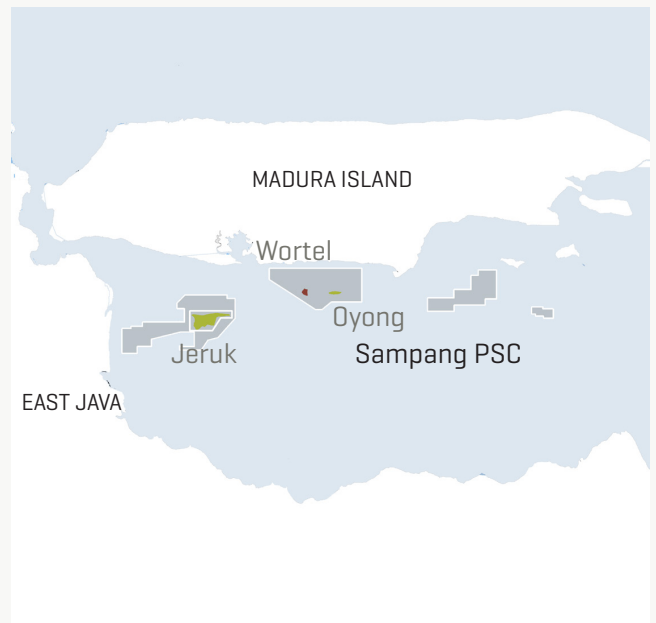 MADURA ISLAND
Wortel
Oyong
Jeruk
Sampang PSC
EAST JAVA